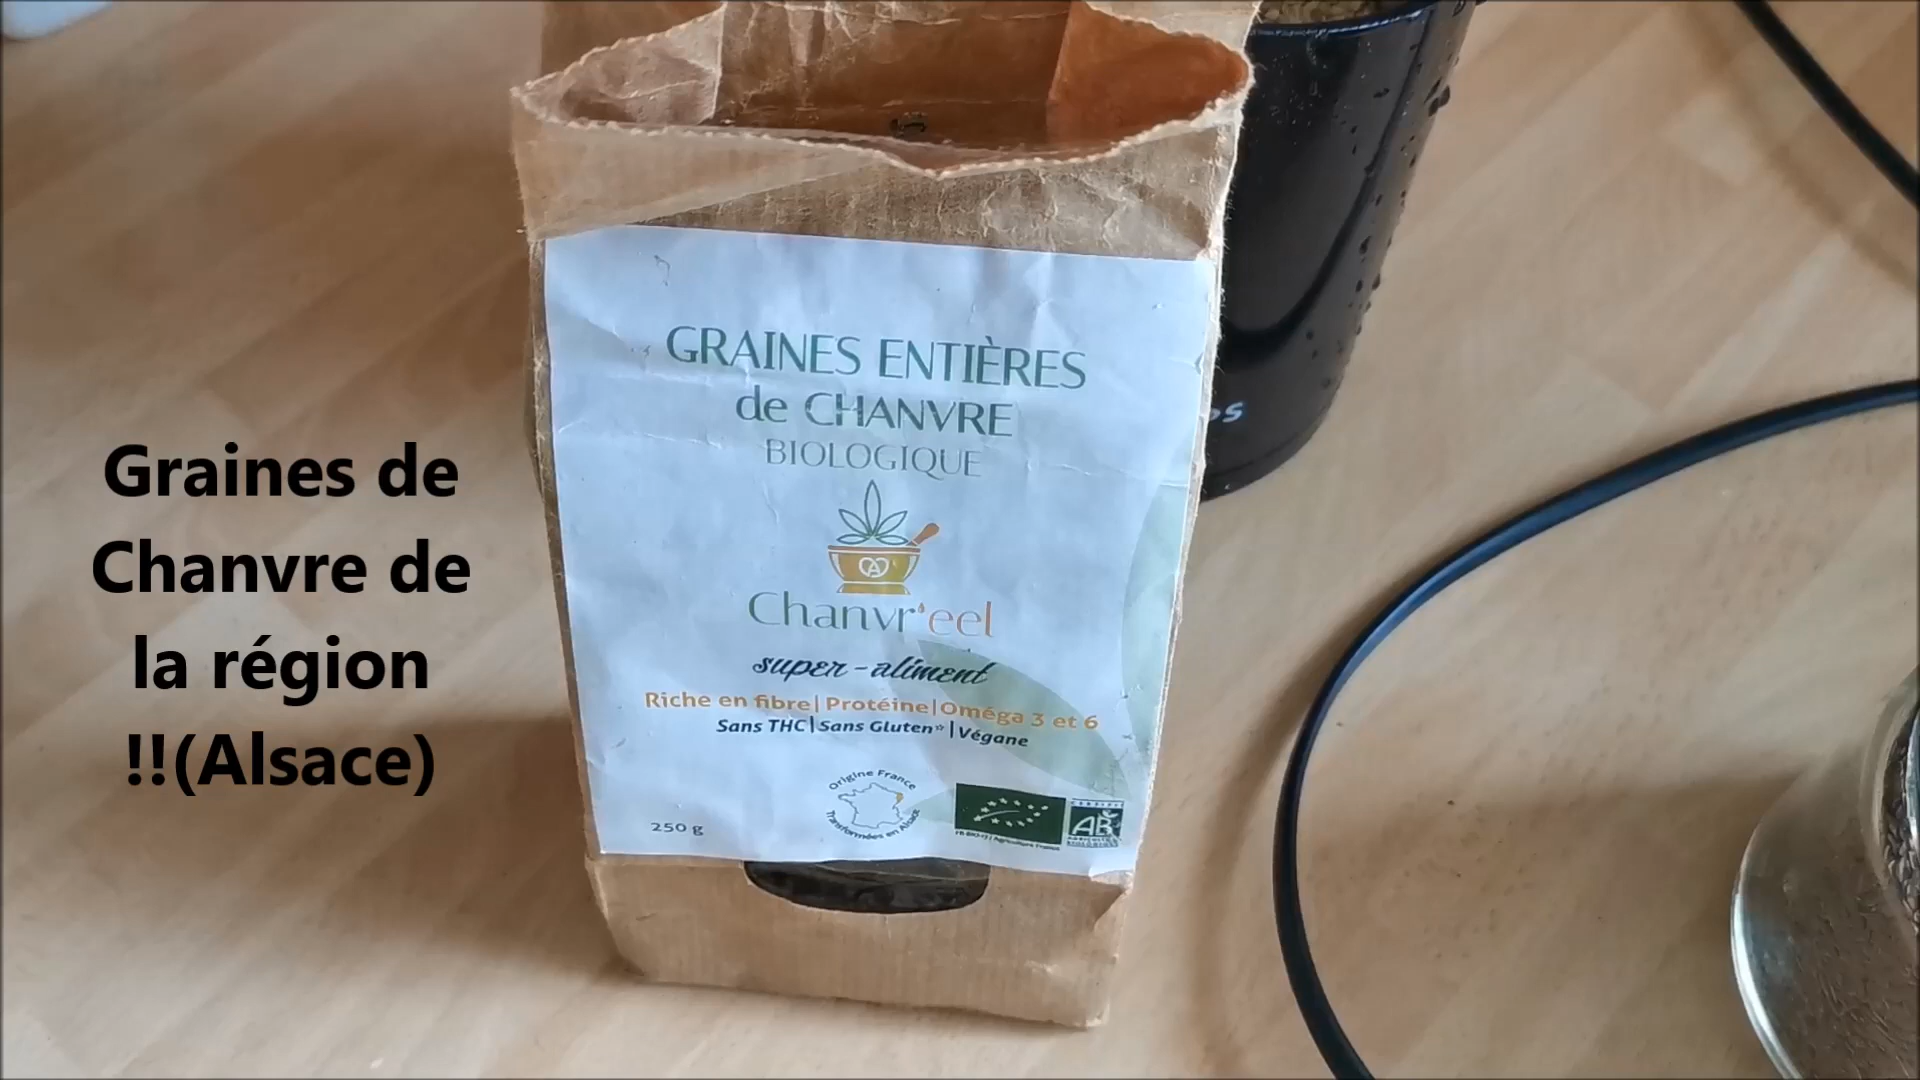 Graines de
Chanvre de
la région
!!(Alsace)
GRAINES ENTIÈRES
de CHANVRE
BIOLOGIQUE
Chanvr'eel
super-aliment
Riche en fibre|Protéine|Oméga 3 et 6
Sans THC|Sans Gluten*|Végane
Origine France
Transformées en Alsace
250 g
AB